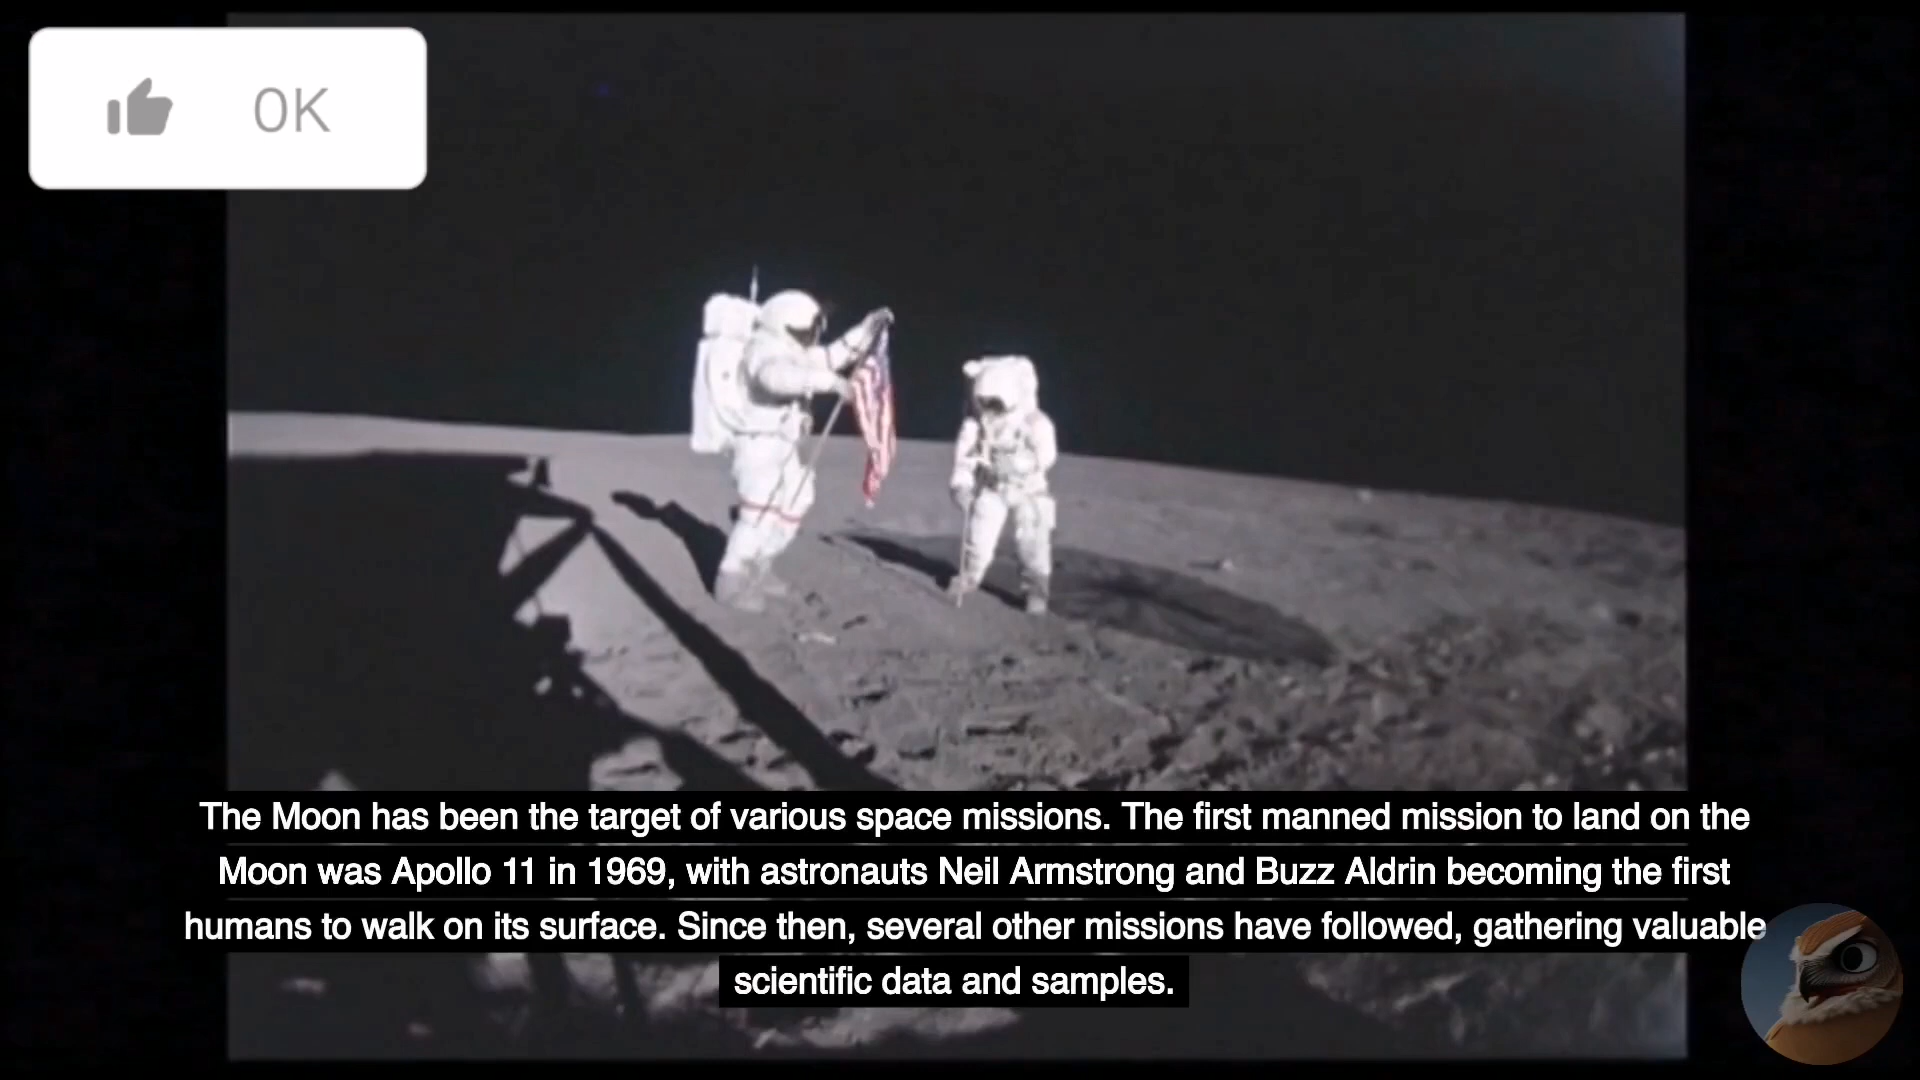 0K
The Moon has been the target of various space missions. The first manned mission to land on the
Moon was Apollo 11 in 1969, with astronauts Neil Armstrong and Buzz Aldrin becoming the first
humans to walk on its surface. Since then, several other missions have followed, gathering valuable
scientific data and samples.